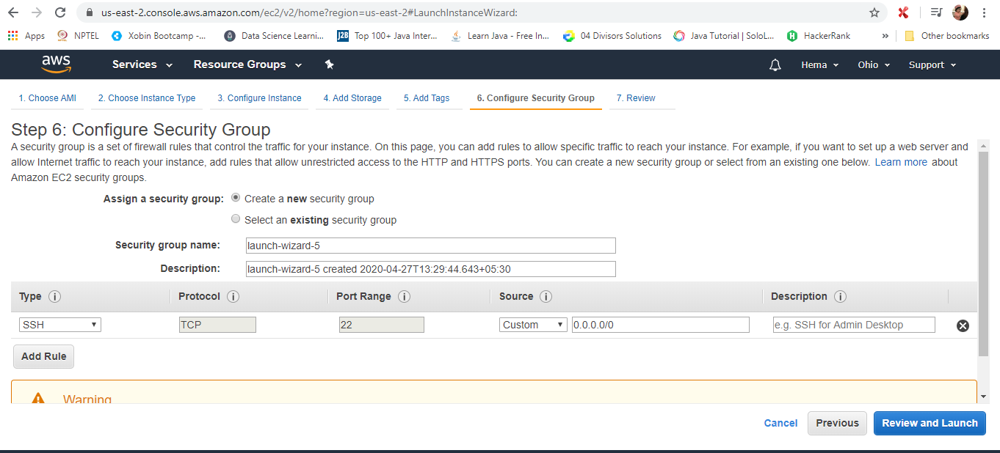 us-east-2.console.aws.amazon.com/ec2/v2/home?region=us-east-2#LaunchInstanceWizard:
Apps NPTEL Xobin Bootcamp -... Data Science Learni... J2B Top 100+ Java Inter... Learn Java - Free In... 04 Divisors Solutions Java Tutorial | SoloL... H HackerRank » Other bookmarks
aws Services Resource Groups Hema Ohio Support
1. Choose AMI 2. Choose Instance Type 3. Configure Instance 4. Add Storage 5. Add Tags 6. Configure Security Group 7. Review
Step 6: Configure Security Group
A security group is a set of firewall rules that control the traffic for your instance. On this page, you can add rules to allow specific traffic to reach your instance. For example, if you want to set up a web server and
allow Internet traffic to reach your instance, add rules that allow unrestricted access to the HTTP and HTTPS ports. You can create a new security group or select from an existing one below. Learn more about
Amazon EC2 security groups.
Assign a security group: Create a new security group
Select an existing security group
Security group name: launch-wizard-5
Description: launch-wizard-5 created 2020-04-27T13:29:44.643+05:30
Type i Protocol i Port Range i Source i Description i
SSH TCP 22 Custom 0.0.0.0/0 e.g. SSH for Admin Desktop
Add Rule
Warning
Cancel Previous Review and Launch